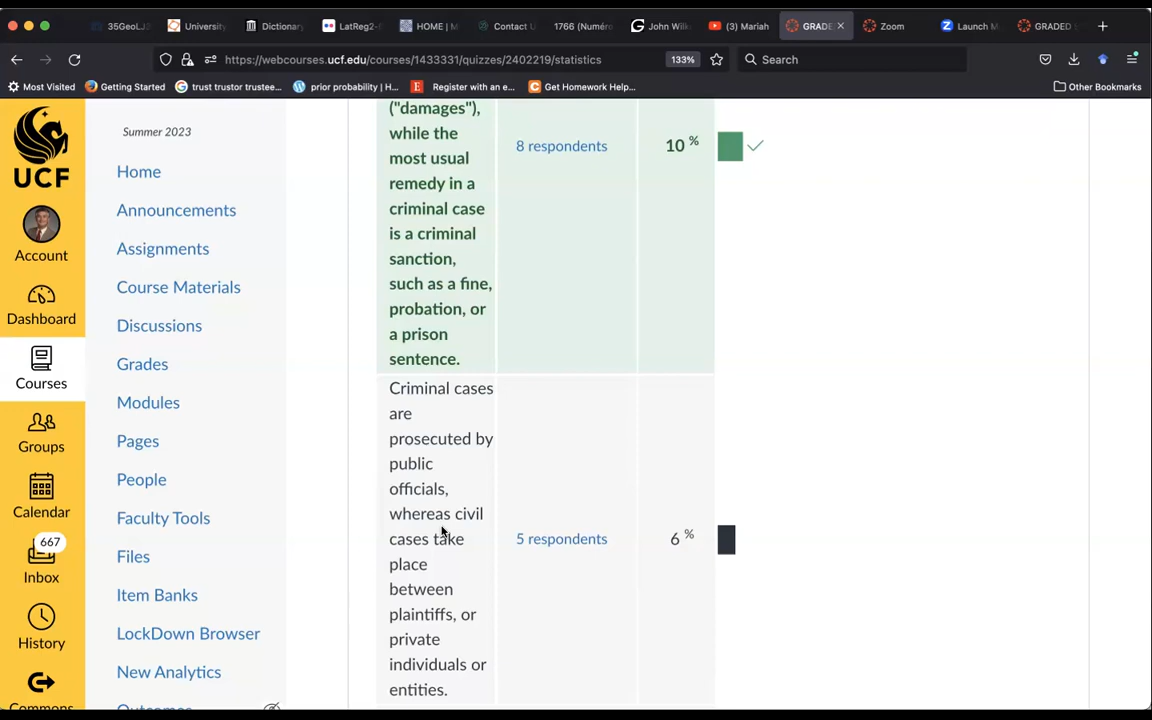 35GeoLJ
University
Dictionary
LatReg2-F
HOME | M
Contact U
1766 (Numéro
John Wilk
(3) Mariah
GRADE
Zoom
Launch M
GRADED
https://webcourses.ucf.edu/courses/1433331/quizzes/2402219/statistics
133%
Search
Most Visited
Getting Started
trust trustor trustee...
prior probability | H...
Register with an e...
Get Homework Help...
Other Bookmarks
UCF
Account
Dashboard
Courses
Groups
Calendar
667
Inbox
History
Commons
Summer 2023
Home
Announcements
Assignments
Course Materials
Discussions
Grades
Modules
Pages
People
Faculty Tools
Files
Item Banks
LockDown Browser
New Analytics
Outcomes
("damages"),
while the
most usual
remedy in a
criminal case
is a criminal
sanction,
such as a fine,
probation, or
a prison
sentence.
8 respondents
10 %
Criminal cases
are
prosecuted by
public
officials,
whereas civil
cases take
place
between
plaintiffs, or
private
individuals or
entities.
5 respondents
6 %